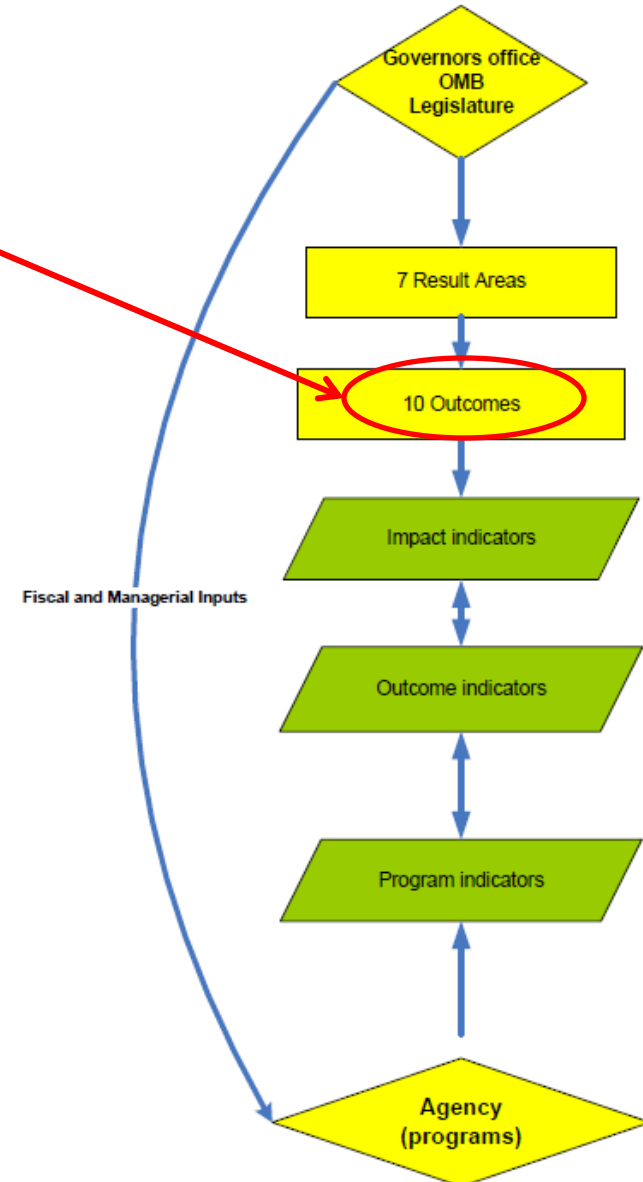 Governors office
OMB
Legislature
7 Result Areas
10 Outcomes
Impact indicators
Fiscal and Managerial Inputs
Outcome indicators
Program indicators
Agency
(programs)